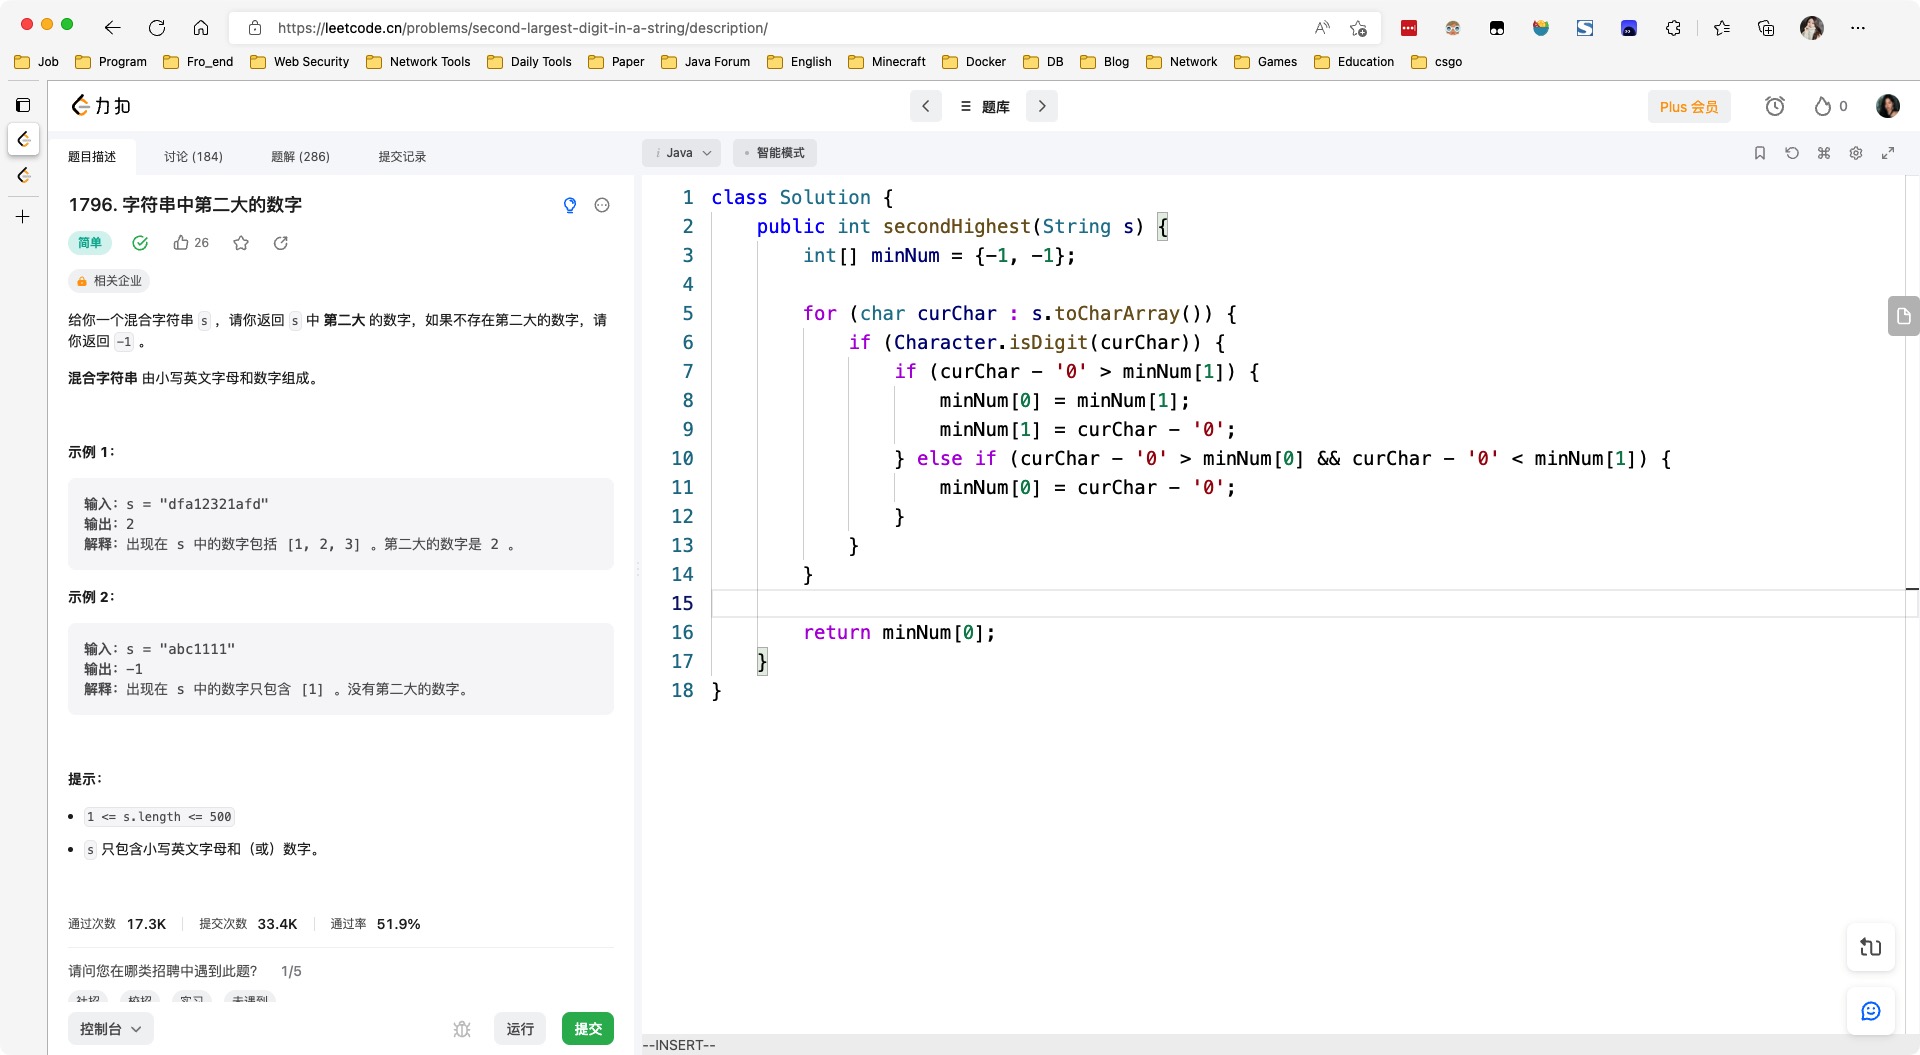 https://leetcode.cn/problems/second-largest-digit-in-a-string/description/
Job Program Fro_end Web Security Network Tools Daily Tools Paper Java Forum English Minecraft Docker DB Blog Network Games Education csgo
力扣
题库
Plus 会员
0
题目描述 讨论 (184) 题解 (286) 提交记录
i Java
智能模式
1796. 字符串中第二大的数字
简单
26
相关企业
给你一个混合字符串 s ，请你返回 s 中 第二大 的数字，如果不存在第二大的数字，请
你返回 -1 。
混合字符串 由小写英文字母和数字组成。
示例 1：
输入：s = "dfa12321afd"
输出：2
解释：出现在 s 中的数字包括 [1, 2, 3] 。第二大的数字是 2 。
示例 2：
输入：s = "abc1111"
输出：-1
解释：出现在 s 中的数字只包含 [1] 。没有第二大的数字。
提示：
• 1 <= s.length <= 500
• s 只包含小写英文字母和（或）数字。
通过次数 17.3K 提交次数 33.4K 通过率 51.9%
请问您在哪类招聘中遇到此题？ 1/5
社招 校招 实习 未遇到
控制台
运行
提交
1 class Solution {
2 public int secondHighest(String s) {
3 int[] minNum = {-1, -1};
4
5 for (char curChar : s.toCharArray()) {
6 if (Character.isDigit(curChar)) {
7 if (curChar - '0' > minNum[1]) {
8 minNum[0] = minNum[1];
9 minNum[1] = curChar - '0';
10 } else if (curChar - '0' > minNum[0] && curChar - '0' < minNum[1]) {
11 minNum[0] = curChar - '0';
12 }
13 }
14 }
15
16 return minNum[0];
17 }
18 }
--INSERT--